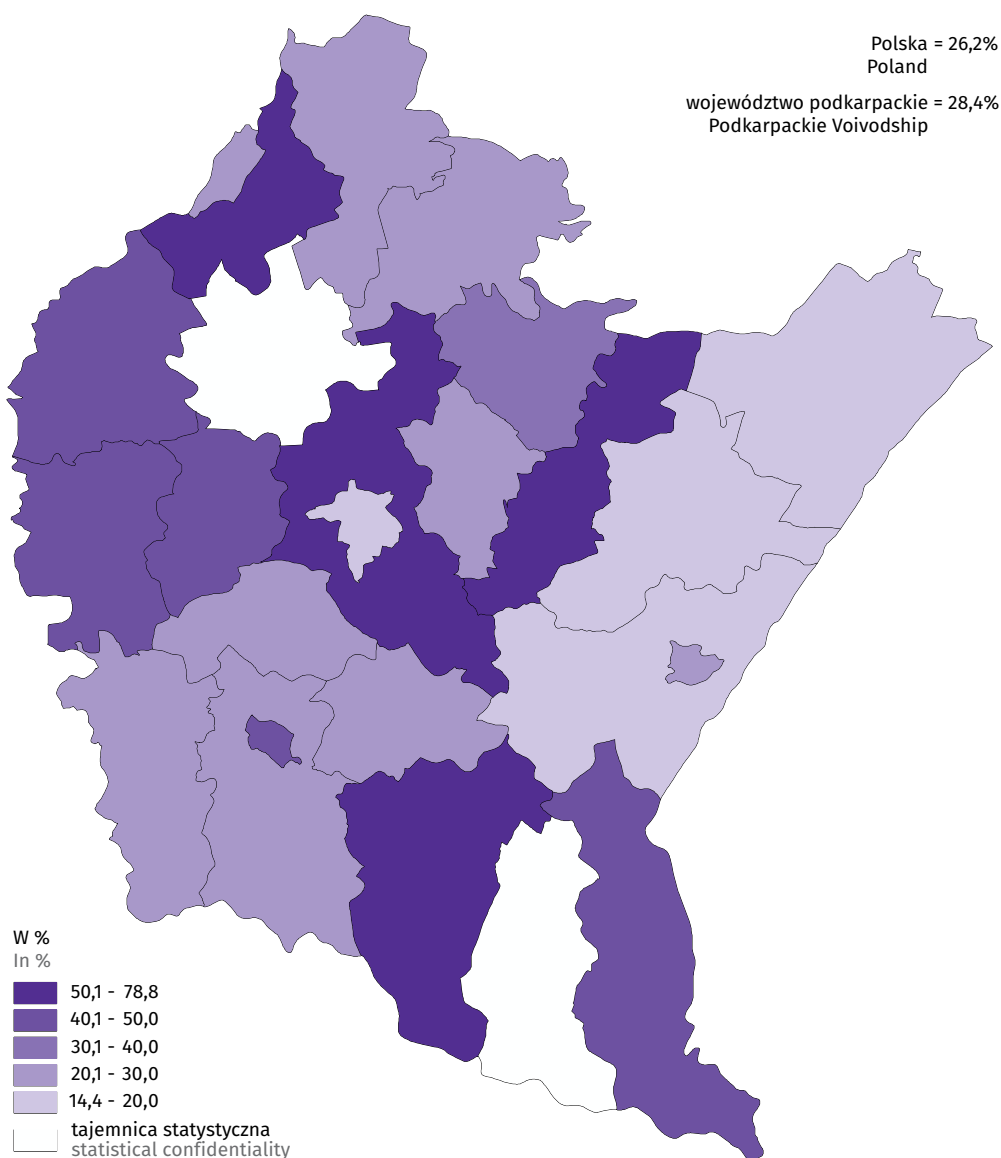 Polska = 26,2%
Poland
województwo podkarpackie = 28,4%
Podkarpackie Voivodship
W %
In %
50,1 - 78,8
40,1 - 50,0
30,1 - 40,0
20,1 - 30,0
14,4 - 20,0
tajemnica statystyczna
statistical confidentiality